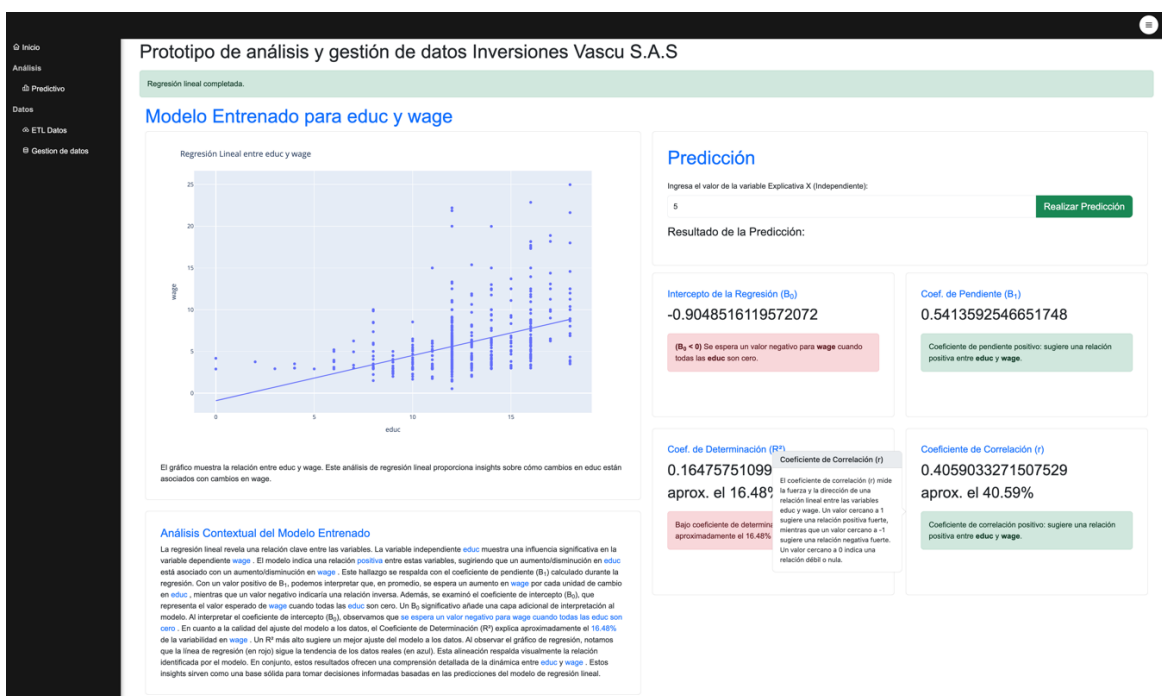 Inicio
Análisis
Predictivo
Datos
ETL Datos
Gestion de datos
Prototipo de análisis y gestión de datos Inversiones Vascu S.A.S
Regresión lineal completada.
Modelo Entrenado para educ y wage
Regresión Lineal entre educ y wage
25
20
15
10
5
0
wage
0
5
10
15
educ
El gráfico muestra la relación entre educ y wage. Este análisis de regresión lineal proporciona insights sobre cómo cambios en educ están
asociados con cambios en wage.
Análisis Contextual del Modelo Entrenado
La regresión lineal revela una relación clave entre las variables. La variable independiente educ muestra una influencia significativa en la
variable dependiente wage . El modelo indica una relación positiva entre estas variables, sugiriendo que un aumento/disminución en educ
está asociado con un aumento/disminución en wage . Este hallazgo se respalda con el coeficiente de pendiente (B₁) calculado durante la
regresión. Con un valor positivo de B₁, podemos interpretar que, en promedio, se espera un aumento en wage por cada unidad de cambio
en educ , mientras que un valor negativo indicaría una relación inversa. Además, se examinó el coeficiente de intercepto (B₀), que
representa el valor esperado de wage cuando todas las educ son cero. Un B₀ significativo añade una capa adicional de interpretación al
modelo. Al interpretar el coeficiente de intercepto (B₀), observamos que se espera un valor negativo para wage cuando todas las educ son
cero . En cuanto a la calidad del ajuste del modelo a los datos, el Coeficiente de Determinación (R²) explica aproximadamente el 16.48%
de la variabilidad en wage . Un R² más alto sugiere un mejor ajuste del modelo a los datos. Al observar el gráfico de regresión, notamos
que la línea de regresión (en rojo) sigue la tendencia de los datos reales (en azul). Esta alineación respalda visualmente la relación
identificada por el modelo. En conjunto, estos resultados ofrecen una comprensión detallada de la dinámica entre educ y wage . Estos
insights sirven como una base sólida para tomar decisiones informadas basadas en las predicciones del modelo de regresión lineal.
Predicción
Ingresa el valor de la variable Explicativa X (Independiente):
5
Realizar Predicción
Resultado de la Predicción:
Intercepto de la Regresión (B₀)
-0.9048516119572072
(B₀ < 0) Se espera un valor negativo para wage cuando
todas las educ son cero.
Coef. de Pendiente (B₁)
0.5413592546651748
Coeficiente de pendiente positivo: sugiere una relación
positiva entre educ y wage.
Coef. de Determinación (R²)
0.16475751099
aprox. el 16.48%
Bajo coeficiente de determina
aproximadamente el 16.48%
Coeficiente de Correlación (r)
El coeficiente de correlación (r) mide
la fuerza y la dirección de una
relación lineal entre las variables
educ y wage. Un valor cercano a 1
sugiere una relación positiva fuerte,
mientras que un valor cercano a -1
sugiere una relación negativa fuerte.
Un valor cercano a 0 indica una
relación débil o nula.
Coeficiente de Correlación (r)
0.4059033271507529
aprox. el 40.59%
Coeficiente de correlación positivo: sugiere una relación
positiva entre educ y wage.